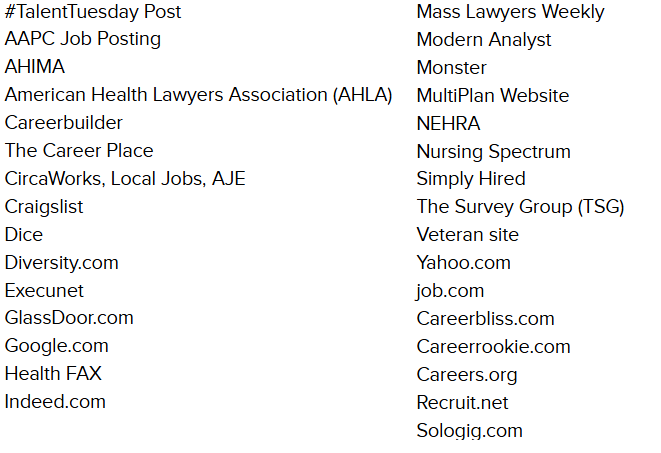 #TalentTuesday Post
AAPC Job Posting
AHIMA
American Health Lawyers Association (AHLA)
Careerbuilder
The Career Place
CircaWorks, Local Jobs, AJE
Craigslist
Dice
Diversity.com
Execunet
GlassDoor.com
Google.com
Health FAX
Indeed.com
Mass Lawyers Weekly
Modern Analyst
Monster
MultiPlan Website
NEHRA
Nursing Spectrum
Simply Hired
The Survey Group (TSG)
Veteran site
Yahoo.com
job.com
Careerbliss.com
Careerrookie.com
Careers.org
Recruit.net
Sologig.com